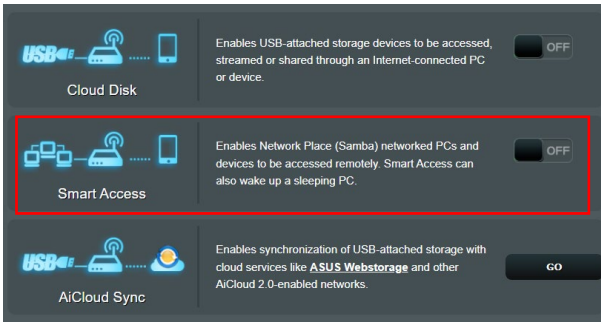 USB
Cloud Disk
Enables USB-attached storage devices to be accessed,
streamed or shared through an Internet-connected PC
or device.
OFF
Smart Access
Enables Network Place (Samba) networked PCs and
devices to be accessed remotely. Smart Access can
also wake up a sleeping PC.
OFF
USB
AiCloud Sync
Enables synchronization of USB-attached storage with
cloud services like ASUS Webstorage and other
AiCloud 2.0-enabled networks.
GO